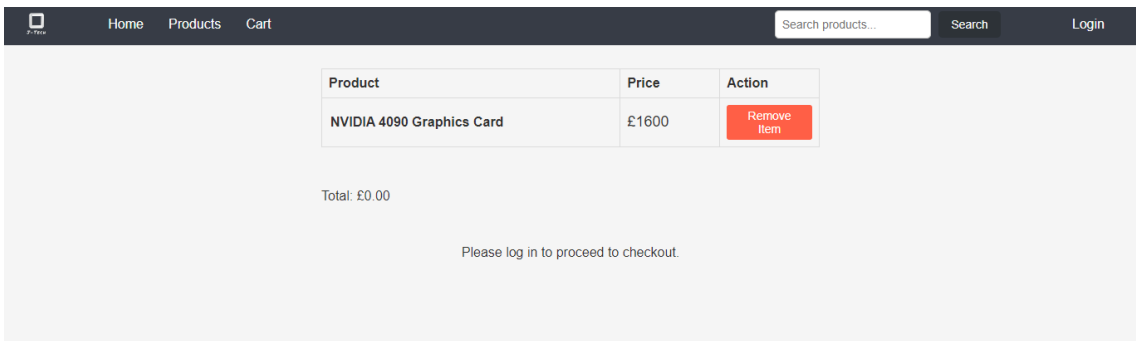 T-Tech
Home Products Cart Search products... Search Login
Product Price Action
NVIDIA 4090 Graphics Card £1600 Remove
Item
Total: £0.00
Please log in to proceed to checkout.